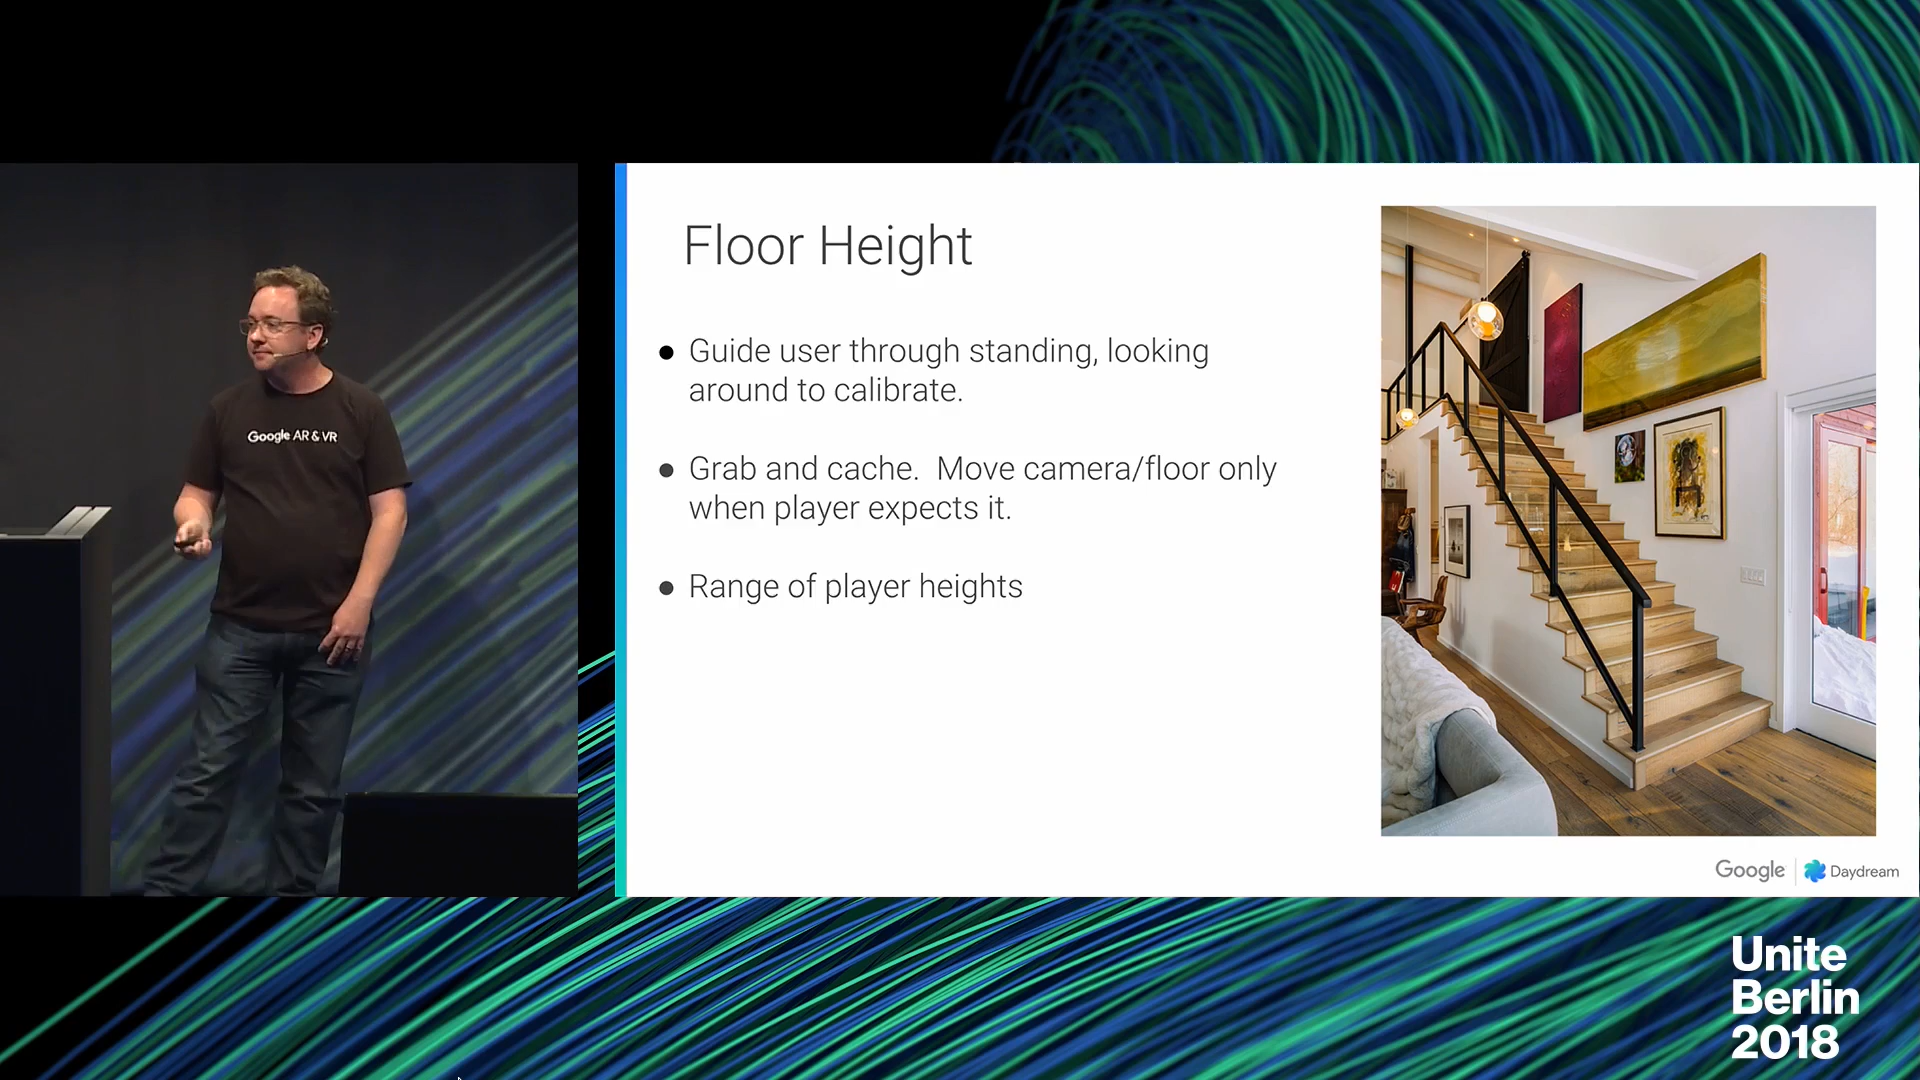 Google AR & VR
Floor Height
● Guide user through standing, looking
around to calibrate.
● Grab and cache.  Move camera/floor only
when player expects it.
● Range of player heights
Google | Daydream
Unite
Berlin
2018